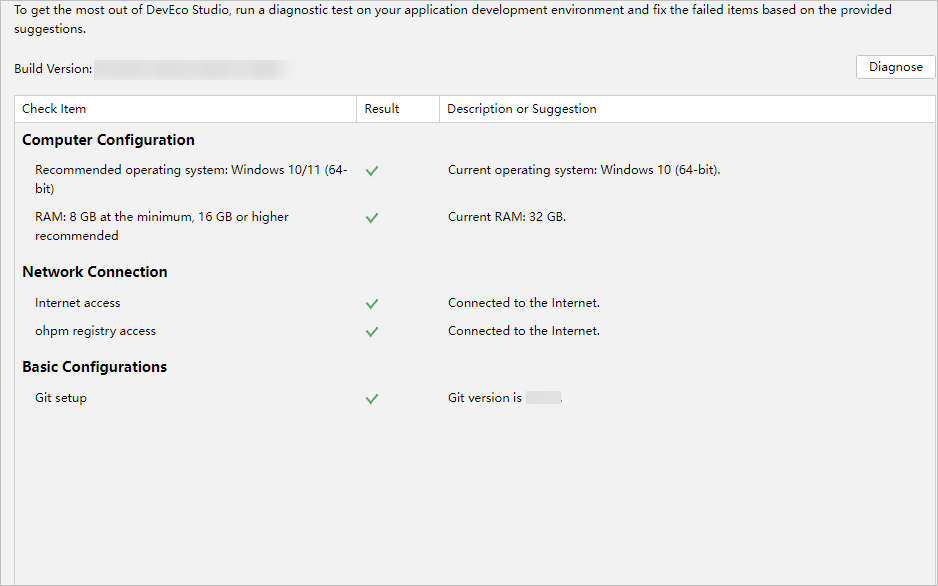 To get the most out of DevEco Studio, run a diagnostic test on your application development environment and fix the failed items based on the provided
suggestions.
Build Version:
Diagnose
Check Item Result Description or Suggestion
Computer Configuration
Recommended operating system: Windows 10/11 (64-
bit)
Current operating system: Windows 10 (64-bit).
RAM: 8 GB at the minimum, 16 GB or higher
recommended
Current RAM: 32 GB.
Network Connection
Internet access Connected to the Internet.
ohpm registry access Connected to the Internet.
Basic Configurations
Git setup Git version is .